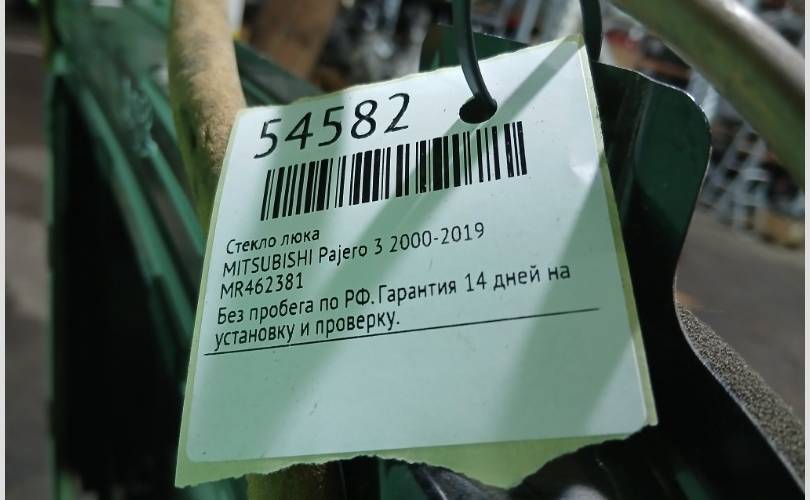 54582
Стекло люка
MITSUBISHI Pajero 3 2000-2019
MR462381
Без пробега по РФ. Гарантия 14 дней на
установку и проверку.